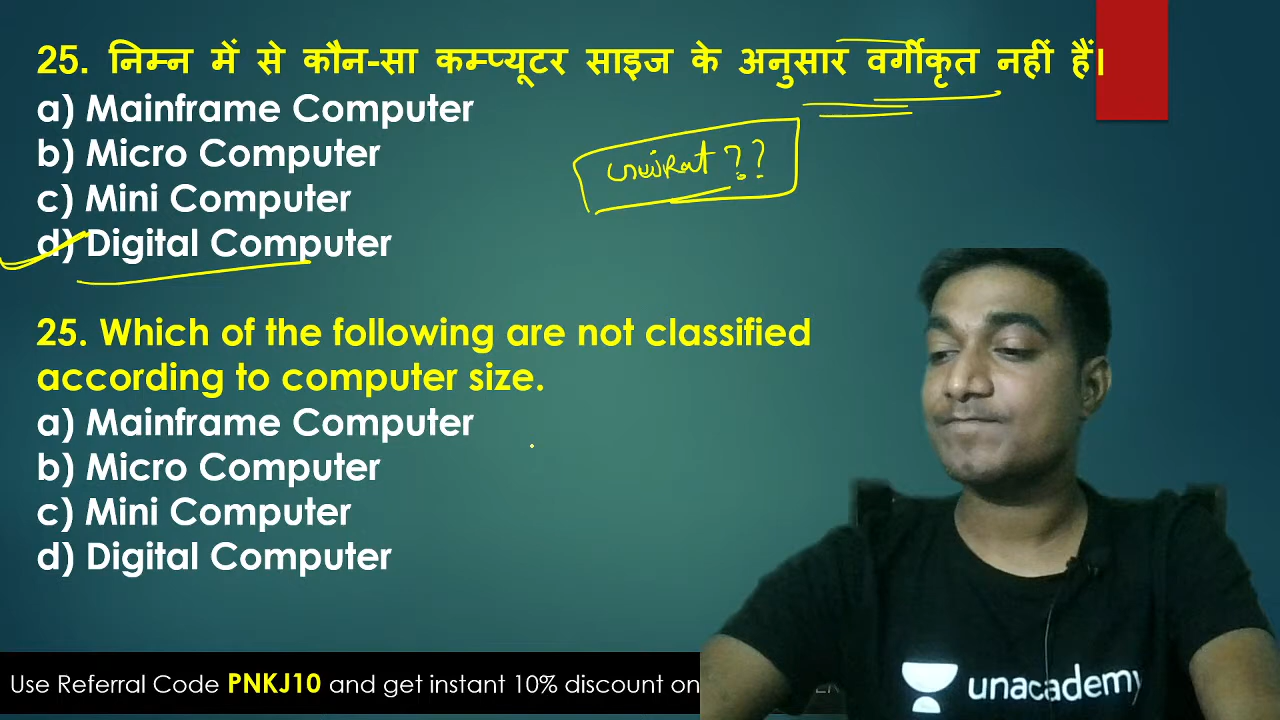 25. निम्न में से कौन-सा कम्प्यूटर साइज के अनुसार वर्गीकृत नहीं हैं।
a) Mainframe Computer
b) Micro Computer
c) Mini Computer
d) Digital Computer
??
25. Which of the following are not classified
according to computer size.
a) Mainframe Computer
b) Micro Computer
c) Mini Computer
d) Digital Computer
Use Referral Code PNKJ10 and get instant 10% discount on
unacademy